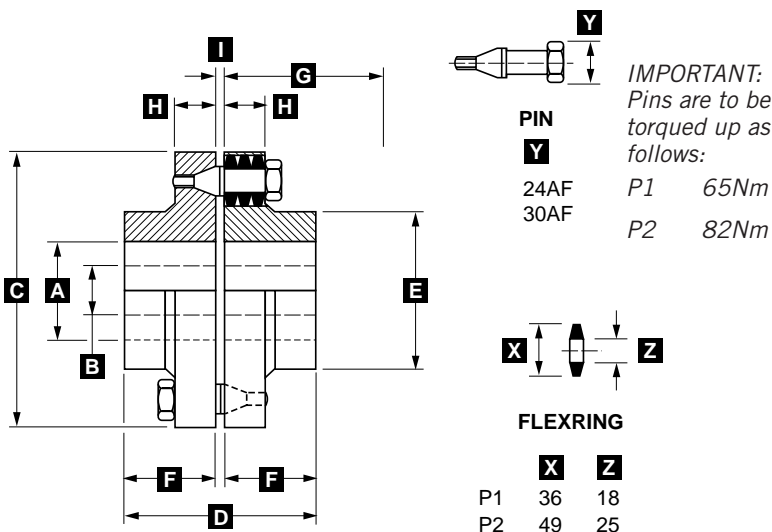 I
G
H
H
C
A
B
E
F
F
D
Y
PIN
Y
24AF
30AF
IMPORTANT:
Pins are to be
torqued up as
follows:
P1 65Nm
P2 82Nm
X
Z
FLEXRING
X Z
P1 36 18
P2 49 25